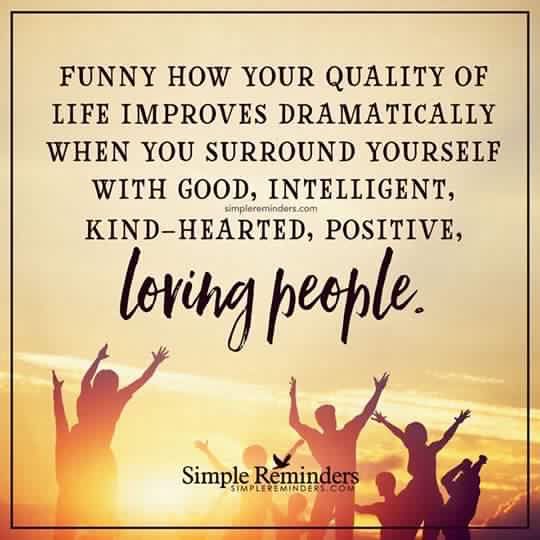 FUNNY HOW YOUR QUALITY OF
LIFE IMPROVES DRAMATICALLY
WHEN YOU SURROUND YOURSELF
WITH GOOD, INTELLIGENT,
simplereminders.com
KIND-HEARTED, POSITIVE,
loving people.
Simple Reminders
SIMPLEREMINDERS.COM